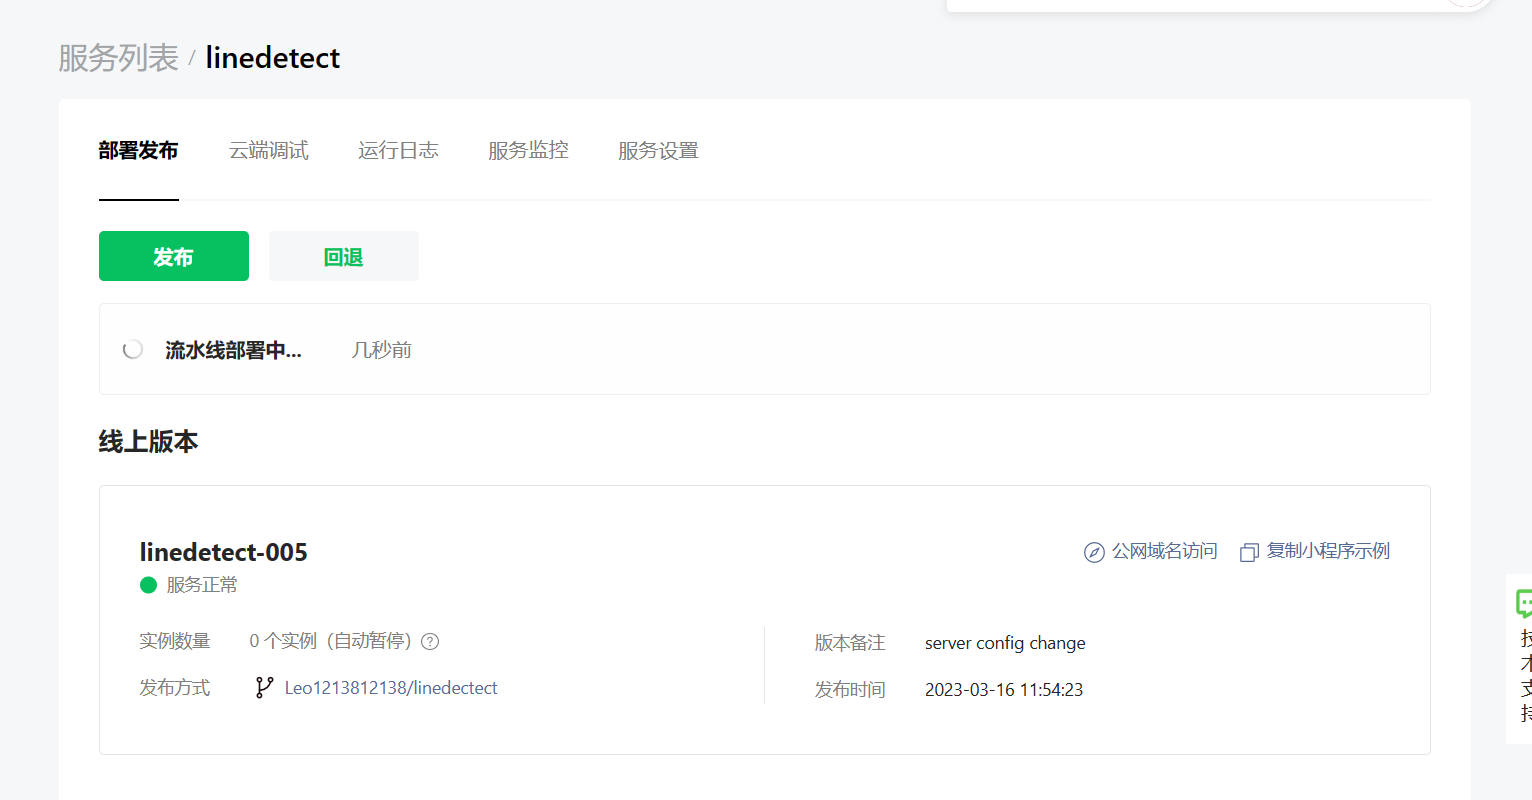 服务列表 / linedetect
部署发布 云端调试 运行日志 服务监控 服务设置
发布 回退
流水线部署中... 几秒前
线上版本
linedetect-005
公网域名访问 复制小程序示例
服务正常
实例数量 0 个实例（自动暂停） ?
版本备注 server config change
发布方式 Leo1213812138/linedectect
发布时间 2023-03-16 11:54:23
技
术
支
持